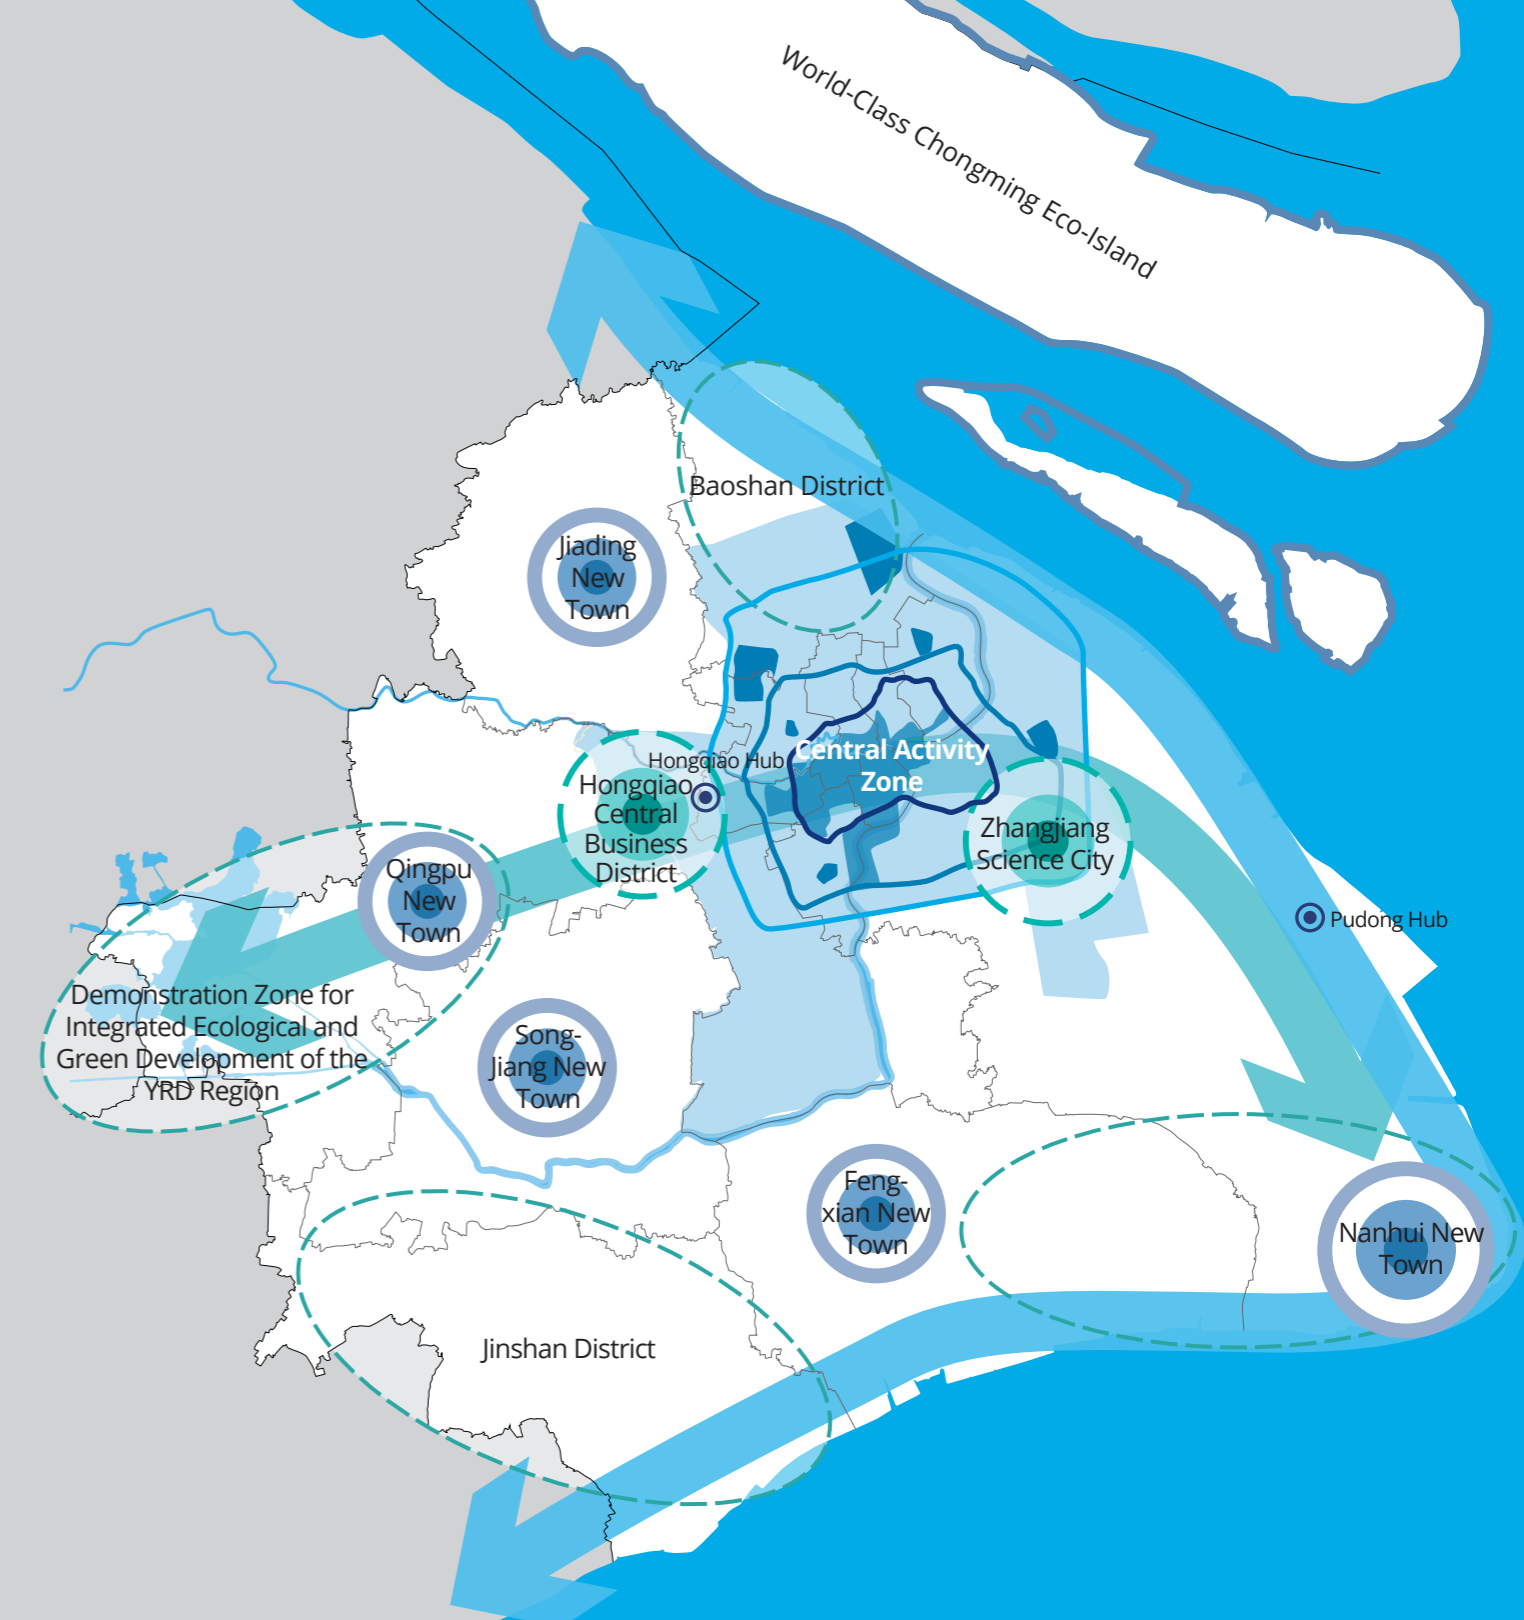 World-Class Chongming Eco-Island
Baoshan District
Jiading
New
Town
Hongqiao Hub
Central Activity
Zone
Hongqiao
Central
Business
District
Zhangjiang
Science City
Qingpu
New
Town
Pudong Hub
Demonstration Zone for
Integrated Ecological and
Green Development of the
YRD Region
Song-
Jiang New
Town
Feng-
xian New
Town
Nanhui New
Town
Jinshan District